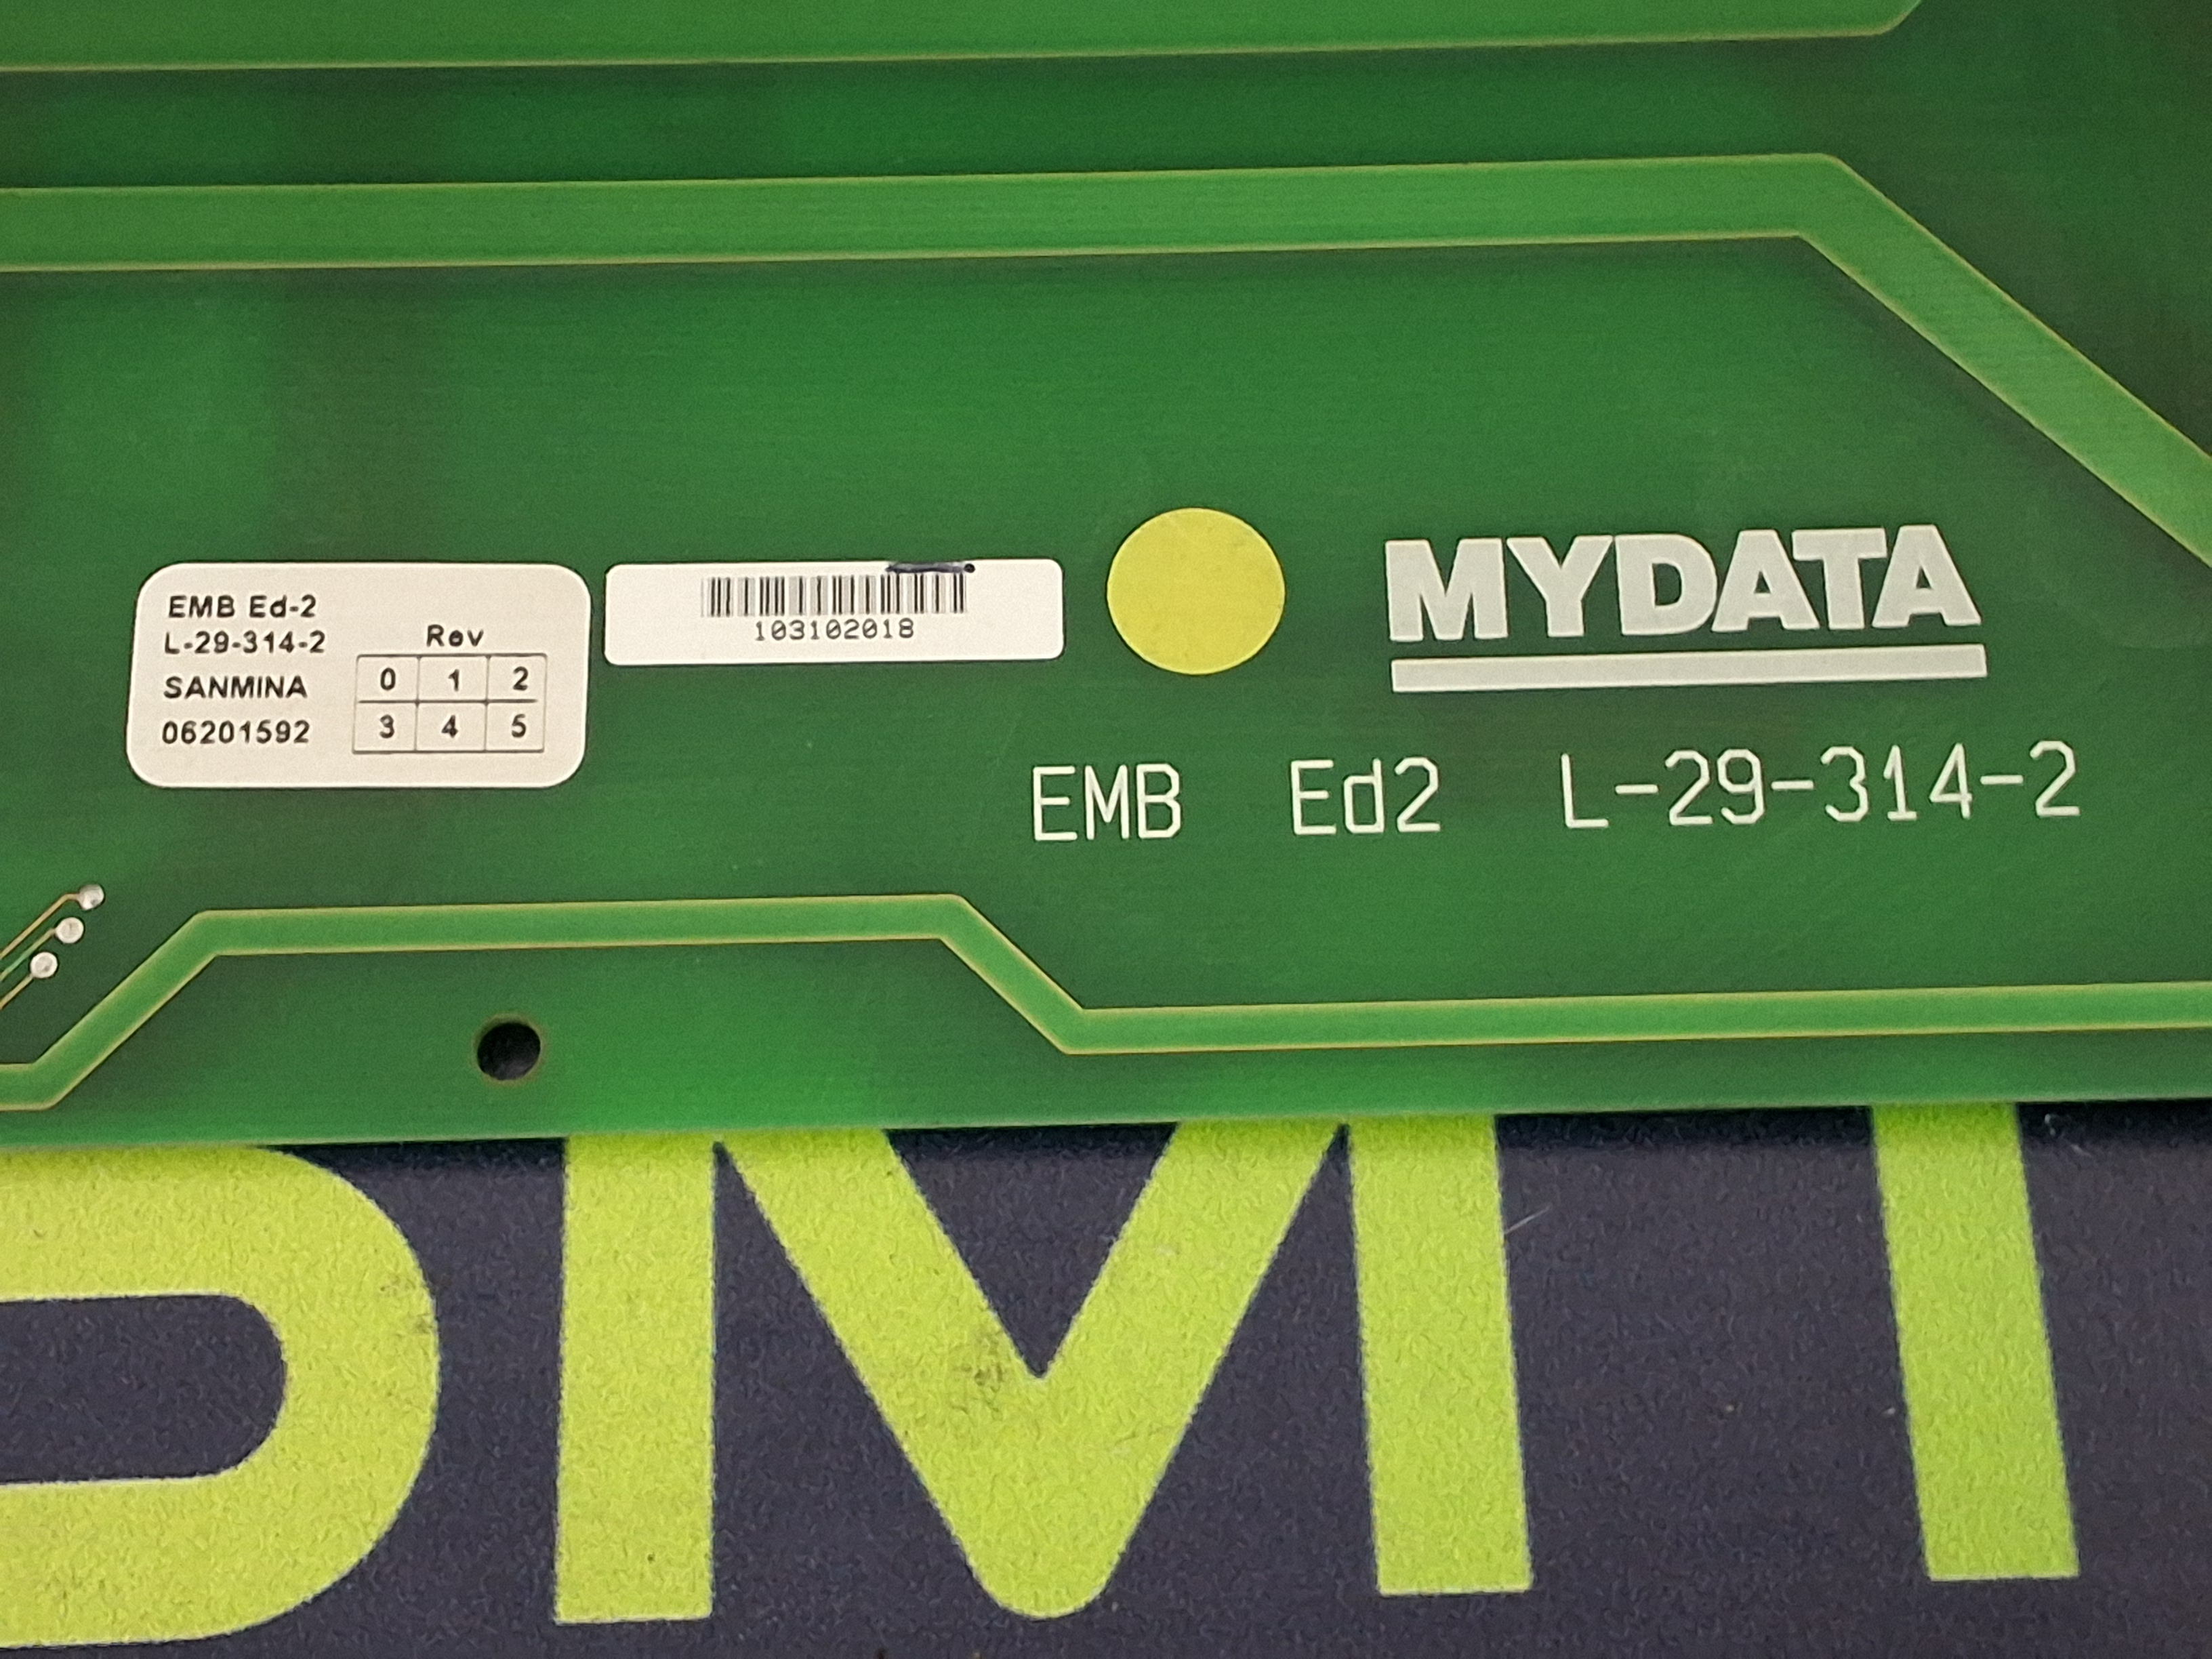 EMB Ed-2
L-29-314-2
Rev
SANMINA
0 1 2
06201592
3 4 5
103102018
MYDATA
EMB Ed2 L-29-314-2
SMT